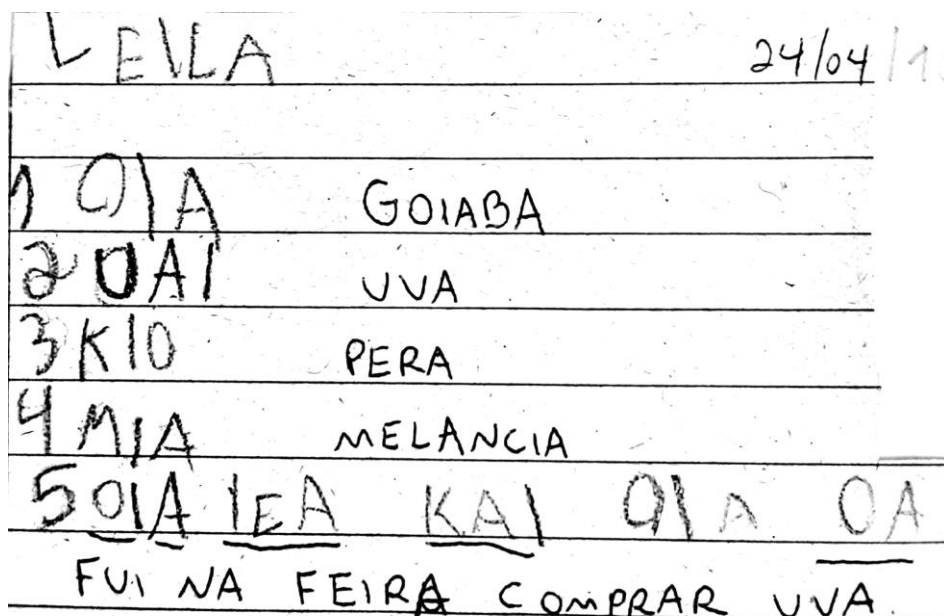 LEILA 24/04
1 OIA GOIABA
2 OAI UVA
3 KIO PERA
4 MIA MELANCIA
5 OIA IEA KAI OIA OA
FUI NA FEIRA COMPRAR UVA